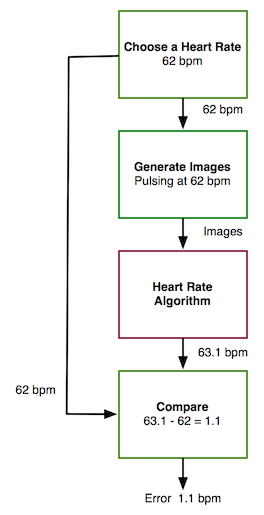 Choose a Heart Rate
62 bpm
62 bpm
Generate Images
Pulsing at 62 bpm
Images
Heart Rate
Algorithm
63.1 bpm
62 bpm
Compare
63.1 - 62 = 1.1
Error 1.1 bpm